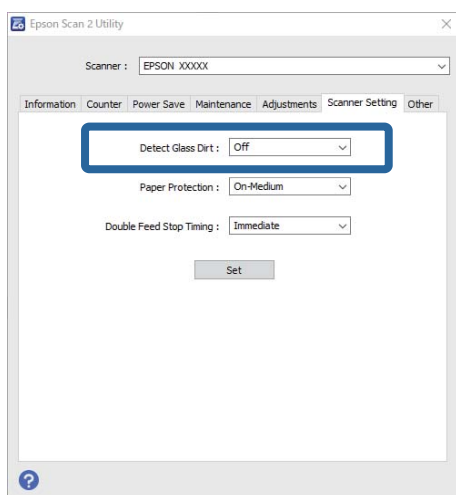 Epson Scan 2 Utility
Scanner : EPSON XXXXX
Information Counter Power Save Maintenance Adjustments Scanner Setting Other
Detect Glass Dirt : Off
Paper Protection : On-Medium
Double Feed Stop Timing : Immediate
Set
?